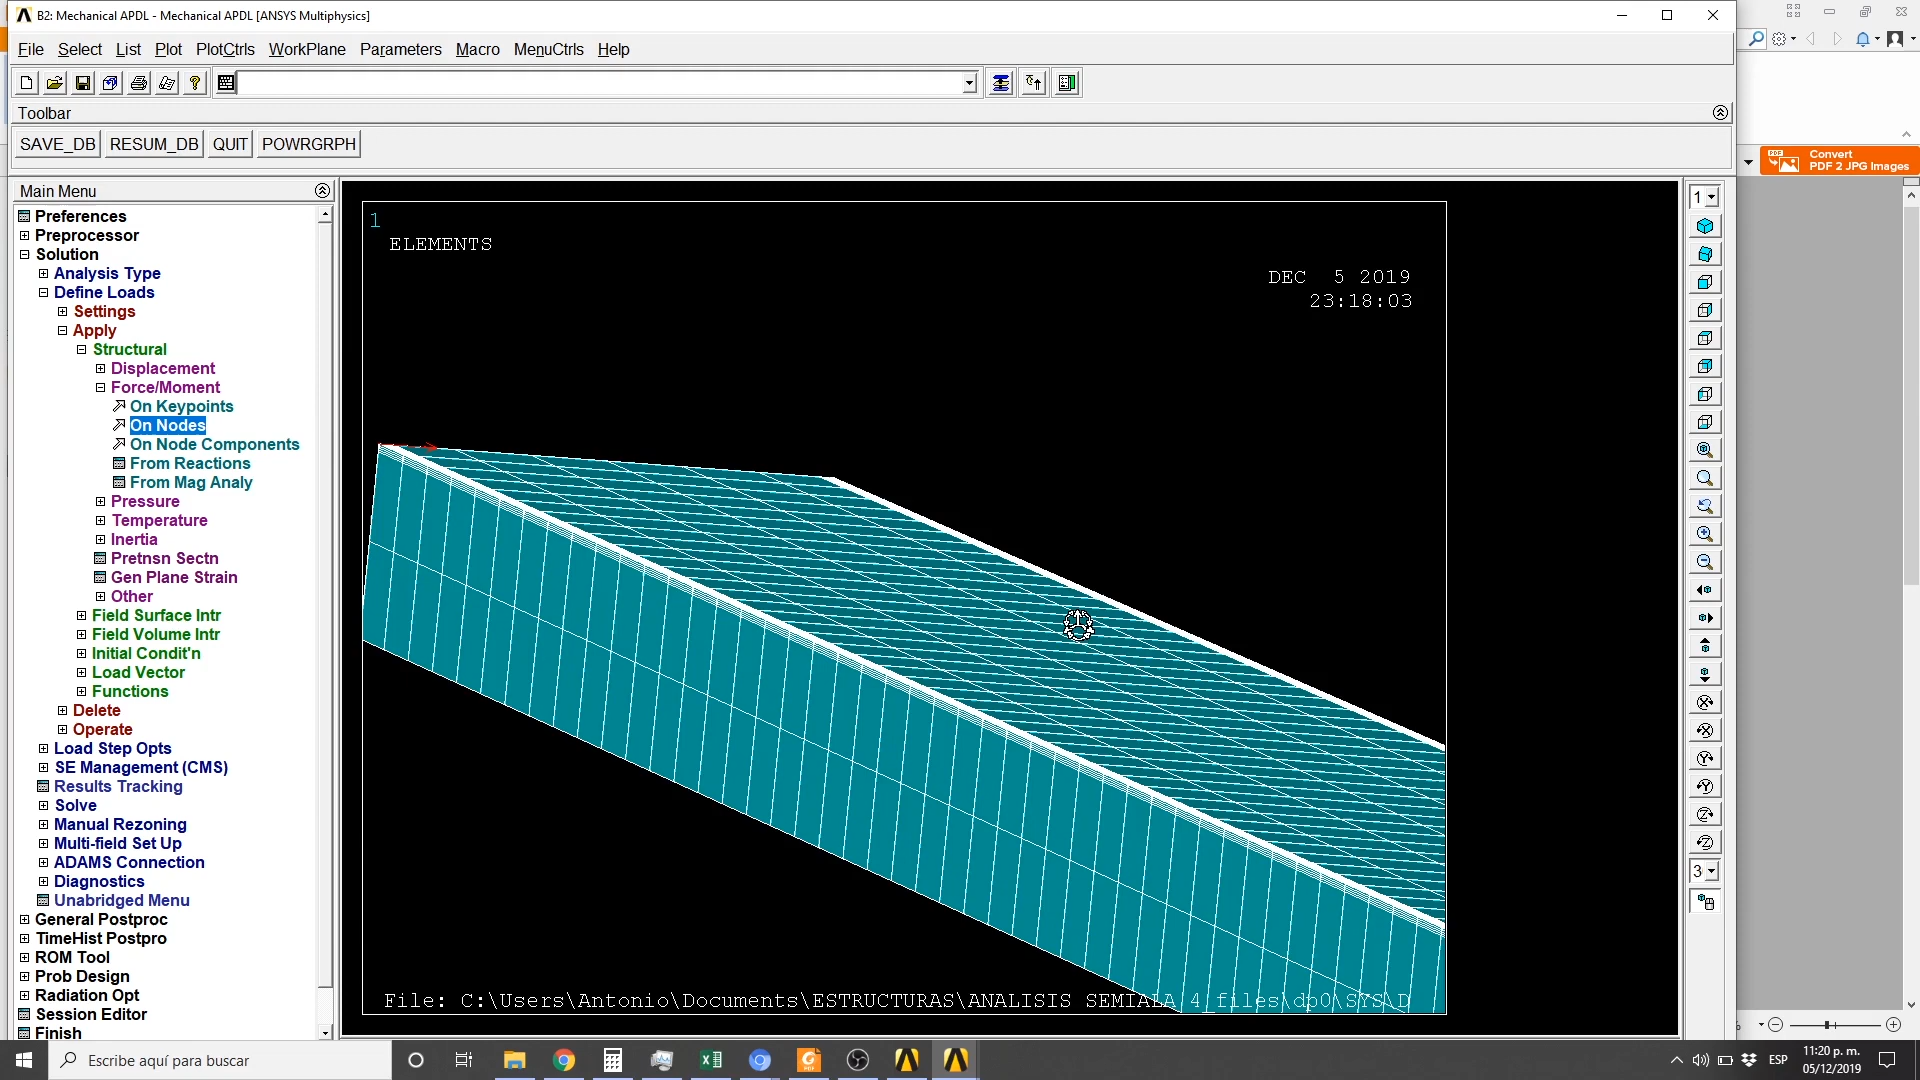 B2: Mechanical APDL - Mechanical APDL [ANSYS Multiphysics]
File Select List Plot PlotCtrls WorkPlane Parameters Macro MenuCtrls Help
Toolbar
SAVE_DB RESUM_DB QUIT POWRGRPH
Convert
PDF 2 JPG Images
Main Menu
Preferences
Preprocessor
Solution
Analysis Type
Define Loads
Settings
Apply
Structural
Displacement
Force/Moment
On Keypoints
On Nodes
On Node Components
From Reactions
From Mag Analy
Pressure
Temperature
Inertia
Pretnsn Sectn
Gen Plane Strain
Other
Field Surface Intr
Field Volume Intr
Initial Condit'n
Load Vector
Functions
Delete
Operate
Load Step Opts
SE Management (CMS)
Results Tracking
Solve
Manual Rezoning
Multi-field Set Up
ADAMS Connection
Diagnostics
Unabridged Menu
General Postproc
TimeHist Postpro
ROM Tool
Prob Design
Radiation Opt
Session Editor
Finish
1
ELEMENTS
DEC 5 2019
23:18:03
File: C:\Users\Antonio\Documents\ESTRUCTURAS\ANALISIS SEMIALA 4_files\dp0\SYS\D
1
3
Escribe aquí para buscar
ESP
11:20 p. m.
05/12/2019